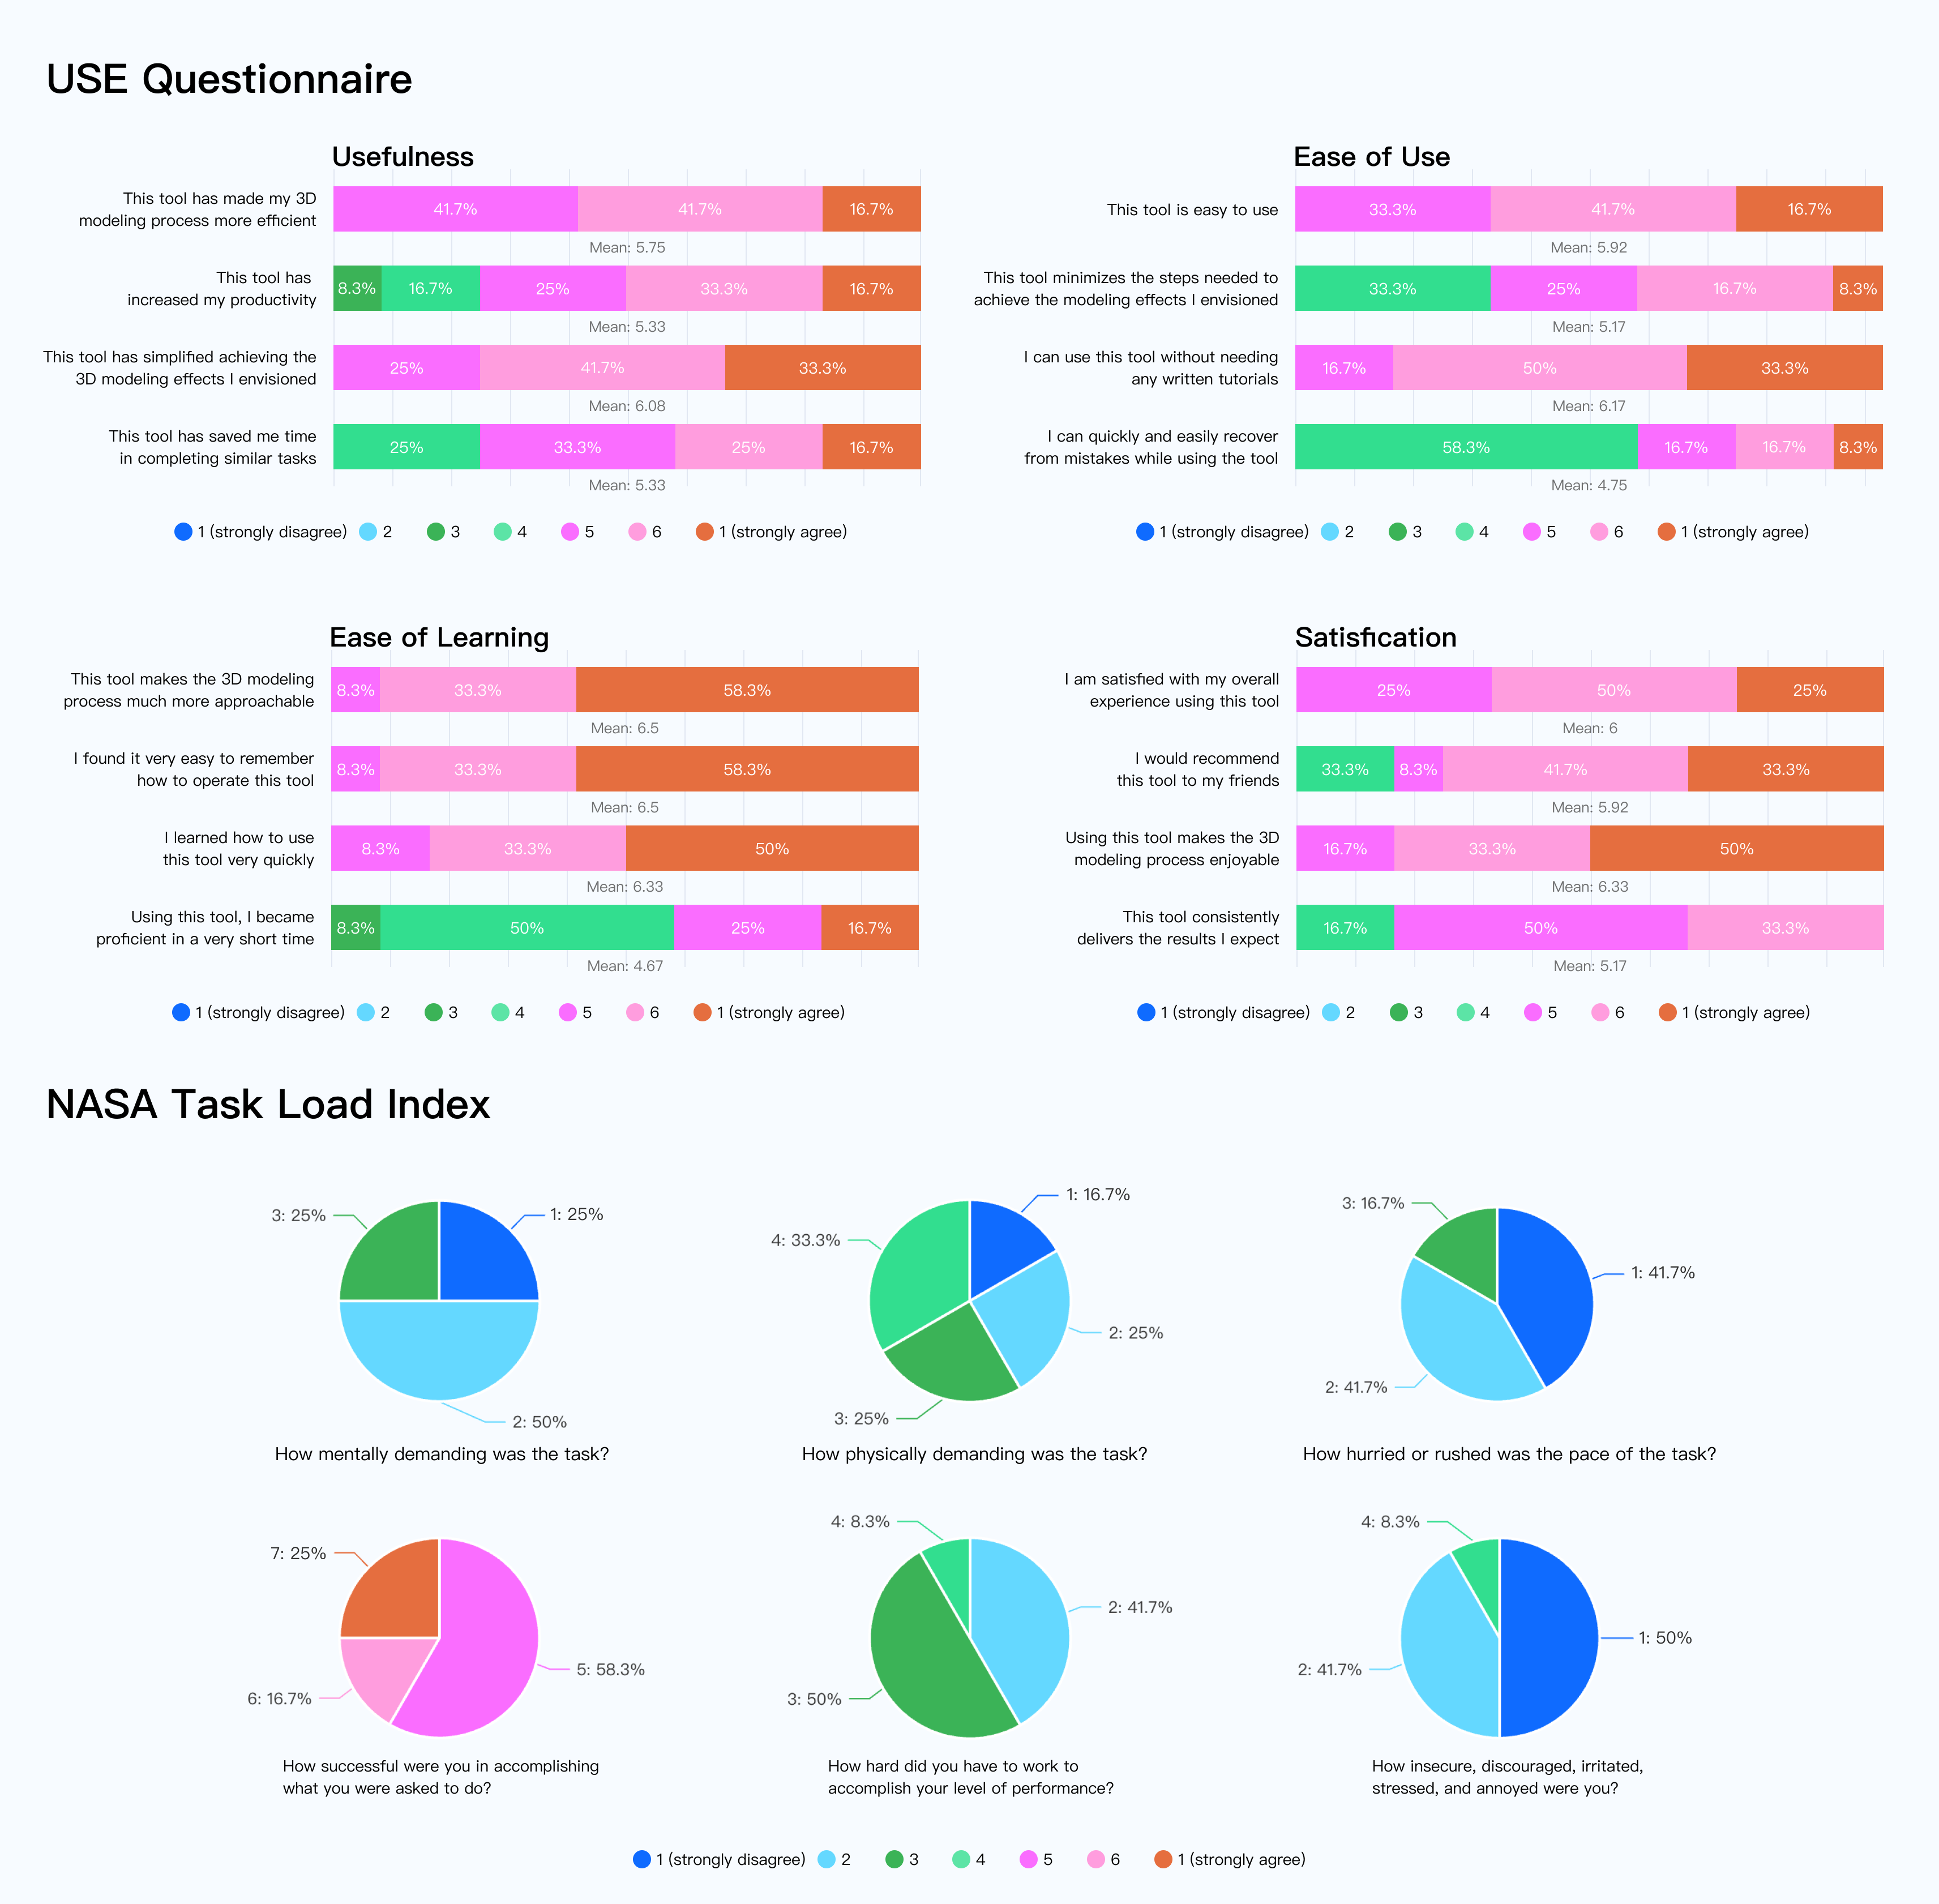 USE Questionnaire
Usefulness
This tool has made my 3D
modeling process more efficient
41.7% 41.7% 16.7%
Mean: 5.75
This tool has
increased my productivity
8.3% 16.7% 25% 33.3% 16.7%
Mean: 5.33
This tool has simplified achieving the
3D modeling effects I envisioned
25% 41.7% 33.3%
Mean: 6.08
This tool has saved me time
in completing similar tasks
25% 33.3% 25% 16.7%
Mean: 5.33
1 (strongly disagree) 2 3 4 5 6 1 (strongly agree)
Ease of Use
This tool is easy to use
33.3% 41.7% 16.7%
Mean: 5.92
This tool minimizes the steps needed to
achieve the modeling effects I envisioned
33.3% 25% 16.7% 8.3%
Mean: 5.17
I can use this tool without needing
any written tutorials
16.7% 50% 33.3%
Mean: 6.17
I can quickly and easily recover
from mistakes while using the tool
58.3% 16.7% 16.7% 8.3%
Mean: 4.75
1 (strongly disagree) 2 3 4 5 6 1 (strongly agree)
Ease of Learning
This tool makes the 3D modeling
process much more approachable
8.3% 33.3% 58.3%
Mean: 6.5
I found it very easy to remember
how to operate this tool
8.3% 33.3% 58.3%
Mean: 6.5
I learned how to use
this tool very quickly
8.3% 33.3% 50%
Mean: 6.33
Using this tool, I became
proficient in a very short time
8.3% 50% 25% 16.7%
Mean: 4.67
1 (strongly disagree) 2 3 4 5 6 1 (strongly agree)
Satisfication
I am satisfied with my overall
experience using this tool
25% 50% 25%
Mean: 6
I would recommend
this tool to my friends
33.3% 8.3% 41.7% 33.3%
Mean: 5.92
Using this tool makes the 3D
modeling process enjoyable
16.7% 33.3% 50%
Mean: 6.33
This tool consistently
delivers the results I expect
16.7% 50% 33.3%
Mean: 5.17
1 (strongly disagree) 2 3 4 5 6 1 (strongly agree)
NASA Task Load Index
3: 25%
1: 25%
2: 50%
How mentally demanding was the task?
1: 16.7%
4: 33.3%
2: 25%
3: 25%
How physically demanding was the task?
3: 16.7%
1: 41.7%
2: 41.7%
How hurried or rushed was the pace of the task?
7: 25%
5: 58.3%
6: 16.7%
How successful were you in accomplishing
what you were asked to do?
4: 8.3%
2: 41.7%
3: 50%
How hard did you have to work to
accomplish your level of performance?
4: 8.3%
1: 50%
2: 41.7%
How insecure, discouraged, irritated,
stressed, and annoyed were you?
1 (strongly disagree) 2 3 4 5 6 1 (strongly agree)